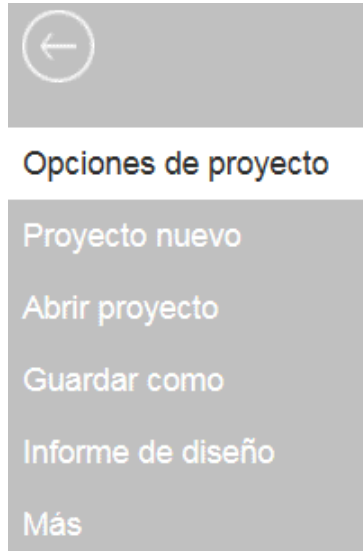 Opciones de proyecto
Proyecto nuevo
Abrir proyecto
Guardar como
Informe de diseño
Más